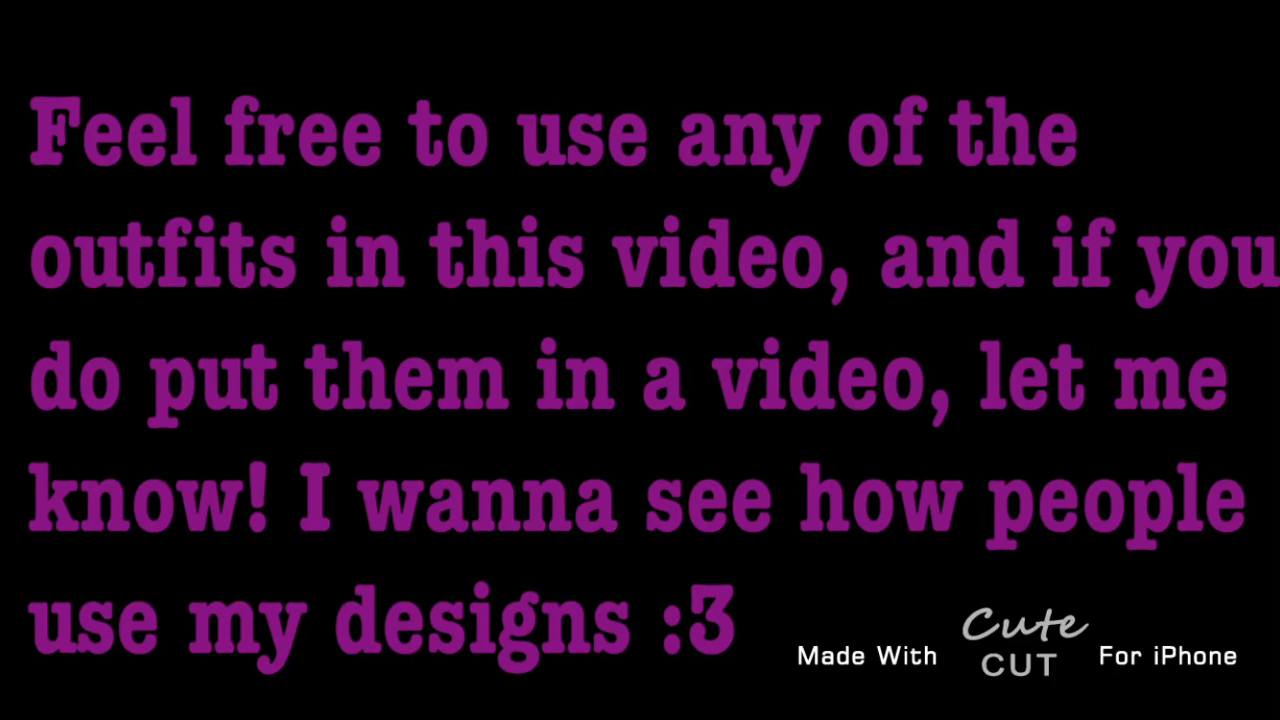 Feel free to use any of the
outfits in this video, and if you
do put them in a video, let me
know! I wanna see how people
use my designs :3
Made With Cute CUT For iPhone